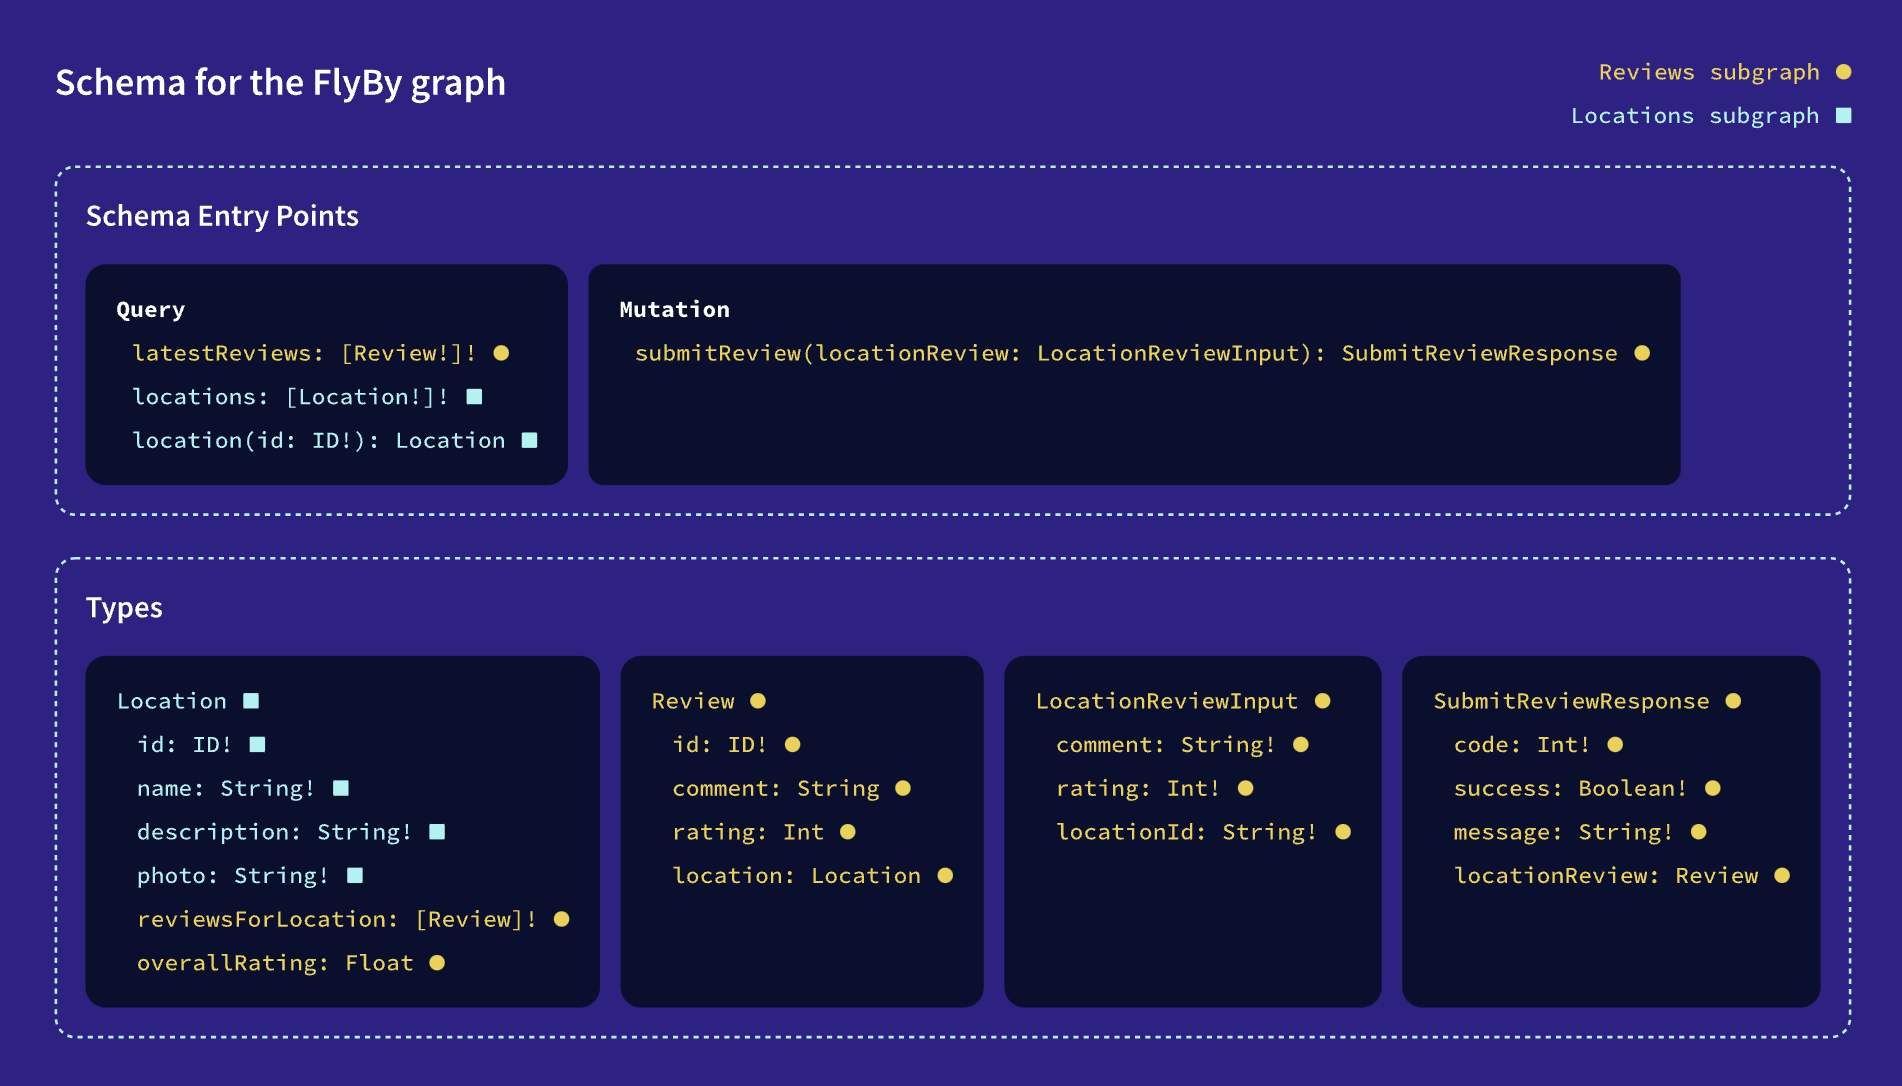 Schema for the FlyBy graph
Reviews subgraph
Locations subgraph
Schema Entry Points
Query
latestReviews: [Review!]!
locations: [Location!]!
location(id: ID!): Location
Mutation
submitReview(locationReview: LocationReviewInput): SubmitReviewResponse
Types
Location
id: ID!
name: String!
description: String!
photo: String!
reviewsForLocation: [Review]!
overallRating: Float
Review
id: ID!
comment: String
rating: Int
location: Location
LocationReviewInput
comment: String!
rating: Int!
locationId: String!
SubmitReviewResponse
code: Int!
success: Boolean!
message: String!
locationReview: Review